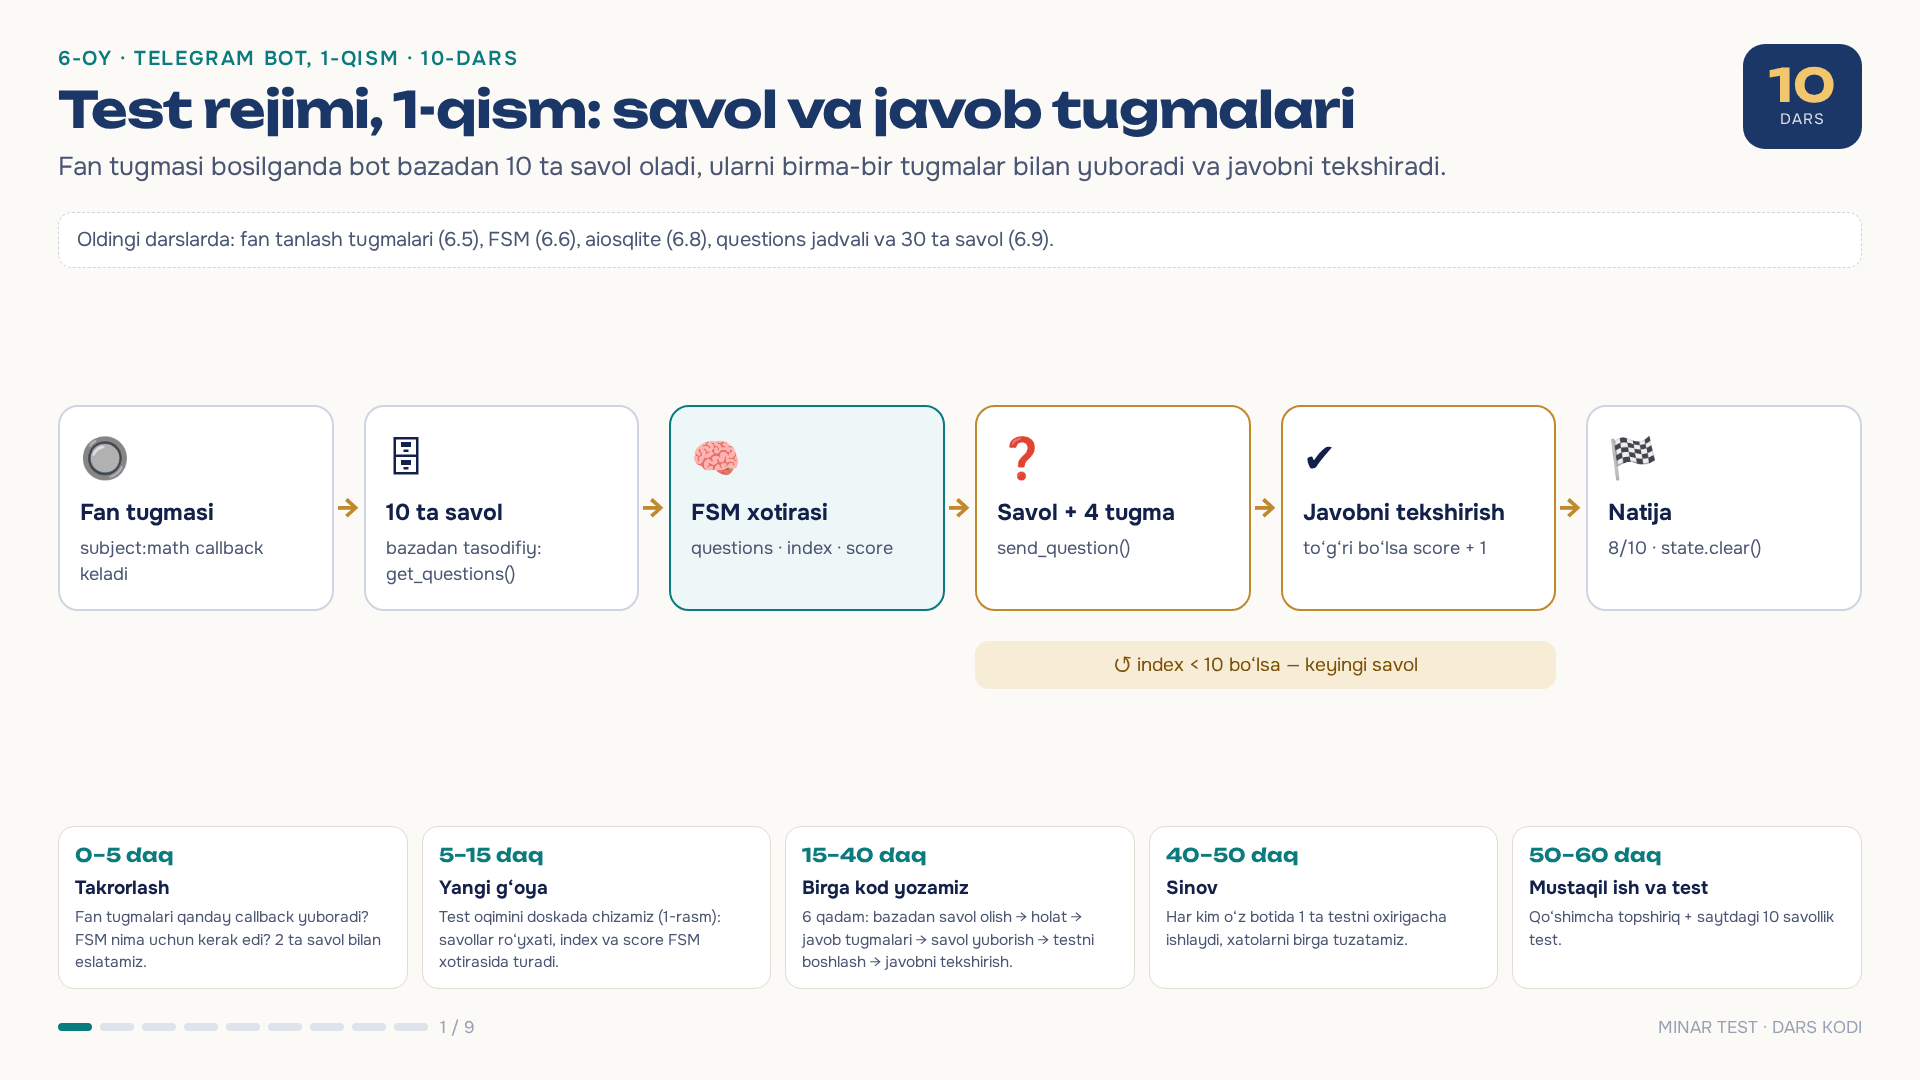 6-OY · TELEGRAM BOT, 1-QISM · 10-DARS
Test rejimi, 1-qism: savol va javob tugmalari
Fan tugmasi bosilganda bot bazadan 10 ta savol oladi, ularni birma-bir tugmalar bilan yuboradi va javobni tekshiradi.
10
DARS
Oldingi darslarda: fan tanlash tugmalari (6.5), FSM (6.6), aiosqlite (6.8), questions jadvali va 30 ta savol (6.9).
Fan tugmasi
subject:math callback
keladi
→
10 ta savol
bazadan tasodifiy:
get_questions()
→
FSM xotirasi
questions · index · score
→
❓
Savol + 4 tugma
send_question()
→
✔
Javobni tekshirish
to‘g‘ri bo‘lsa score + 1
→
Natija
8/10 · state.clear()
↺ index < 10 bo‘lsa — keyingi savol
0–5 daq
Takrorlash
Fan tugmalari qanday callback yuboradi?
FSM nima uchun kerak edi? 2 ta savol bilan
eslatamiz.
5–15 daq
Yangi g‘oya
Test oqimini doskada chizamiz (1-rasm):
savollar ro‘yxati, index va score FSM
xotirasida turadi.
15–40 daq
Birga kod yozamiz
6 qadam: bazadan savol olish → holat →
javob tugmalari → savol yuborish → testni
boshlash → javobni tekshirish.
40–50 daq
Sinov
Har kim o‘z botida 1 ta testni oxirigacha
ishlaydi, xatolarni birga tuzatamiz.
50–60 daq
Mustaqil ish va test
Qo‘shimcha topshiriq + saytdagi 10 savollik
test.
1 / 9
MINAR TEST · DARS KODI